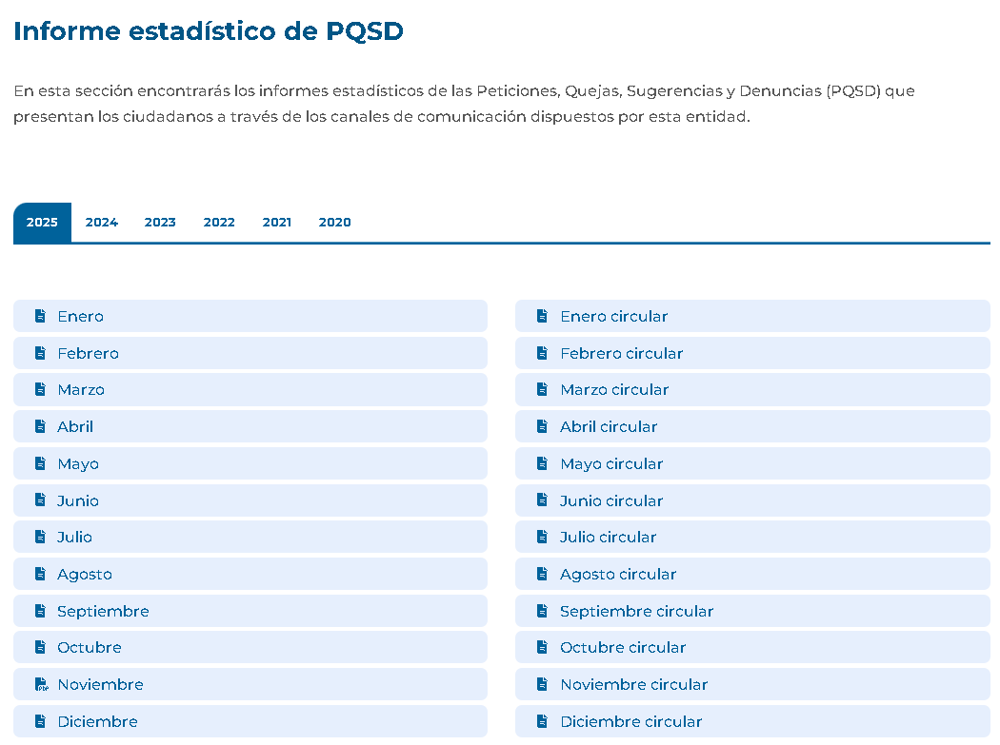 Informe estadístico de PQSD
En esta sección encontrarás los informes estadísticos de las Peticiones, Quejas, Sugerencias y Denuncias (PQSD) que
presentan los ciudadanos a través de los canales de comunicación dispuestos por esta entidad.
2025 2024 2023 2022 2021 2020
Enero
Enero circular
Febrero
Febrero circular
Marzo
Marzo circular
Abril
Abril circular
Mayo
Mayo circular
Junio
Junio circular
Julio
Julio circular
Agosto
Agosto circular
Septiembre
Septiembre circular
Octubre
Octubre circular
Noviembre
Noviembre circular
Diciembre
Diciembre circular